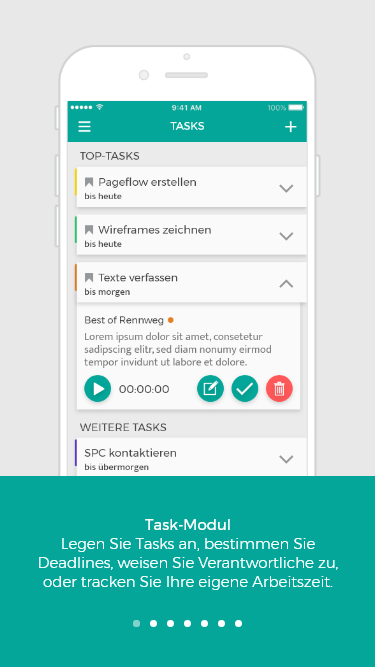 9:41 AM
100%
TASKS
TOP-TASKS
Pageflow erstellen
bis heute
Wireframes zeichnen
bis heute
Texte verfassen
bis morgen
Best of Rennweg
Lorem ipsum dolor sit amet, consetetur
sadipscing elitr, sed diam nonumy eirmod
tempor invidunt ut labore et dolore.
00:00:00
WEITERE TASKS
SPC kontaktieren
bis übermorgen
Task-Modul
Legen Sie Tasks an, bestimmen Sie
Deadlines, weisen Sie Verantwortliche zu,
oder tracken Sie Ihre eigene Arbeitszeit.